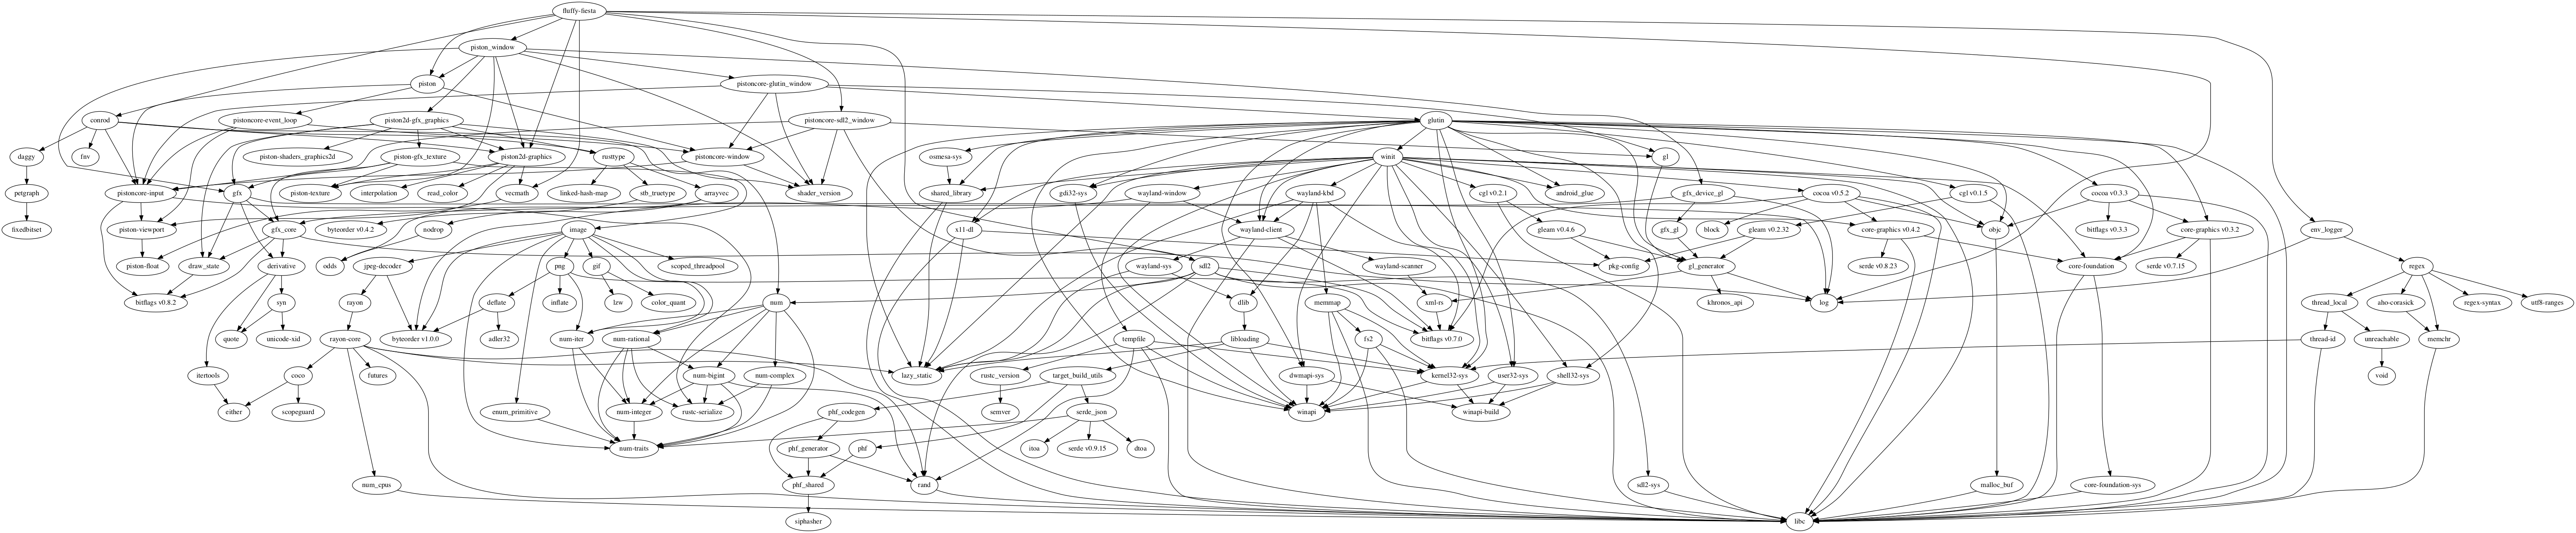 fluffy-fiesta
piston_window
piston
pistoncore-glutin_window
conrod
pistoncore-event_loop
piston2d-gfx_graphics
pistoncore-sdl2_window
glutin
daggy
fnv
piston-shaders_graphics2d
piston-gfx_texture
piston2d-graphics
rusttype
pistoncore-window
osmesa-sys
winit
gl
petgraph
pistoncore-input
gfx
piston-texture
interpolation
read_color
vecmath
linked-hash-map
stb_truetype
arrayvec
shader_version
shared_library
gdi32-sys
wayland-window
wayland-kbd
cgl v0.2.1
android_glue
gfx_device_gl
cocoa v0.5.2
cgl v0.1.5
cocoa v0.3.3
fixedbitset
piston-viewport
gfx_core
byteorder v0.4.2
nodrop
image
x11-dl
wayland-client
gleam v0.4.6
gfx_gl
block
gleam v0.2.32
core-graphics v0.4.2
objc
bitflags v0.3.3
core-graphics v0.3.2
env_logger
piston-float
draw_state
derivative
odds
jpeg-decoder
png
gif
scoped_threadpool
wayland-sys
sdl2
wayland-scanner
pkg-config
gl_generator
serde v0.8.23
core-foundation
serde v0.7.15
regex
bitflags v0.8.2
syn
rayon
deflate
inflate
lzw
color_quant
num
dlib
memmap
xml-rs
khronos_api
log
thread_local
aho-corasick
regex-syntax
utf8-ranges
quote
unicode-xid
rayon-core
byteorder v1.0.0
adler32
num-iter
num-rational
tempfile
libloading
fs2
bitflags v0.7.0
thread-id
unreachable
memchr
itertools
coco
futures
num-bigint
num-complex
lazy_static
rustc_version
target_build_utils
dwmapi-sys
kernel32-sys
user32-sys
shell32-sys
void
either
scopeguard
enum_primitive
num-integer
rustc-serialize
phf_codegen
semver
serde_json
winapi
winapi-build
num-traits
phf_generator
phf
itoa
serde v0.9.15
dtoa
num_cpus
phf_shared
rand
sdl2-sys
malloc_buf
core-foundation-sys
siphasher
libc